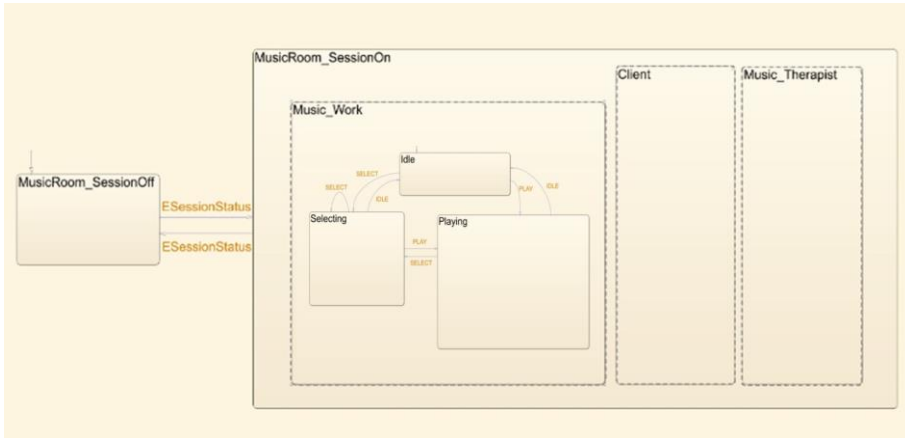 MusicRoom_SessionOn
Client
Music_Therapist
Music_Work
Idle
MusicRoom_SessionOff
SELECT
SELECT
IDLE
PLAY
IDLE
ESessionStatus
Selecting
Playing
PLAY
ESessionStatus
SELECT